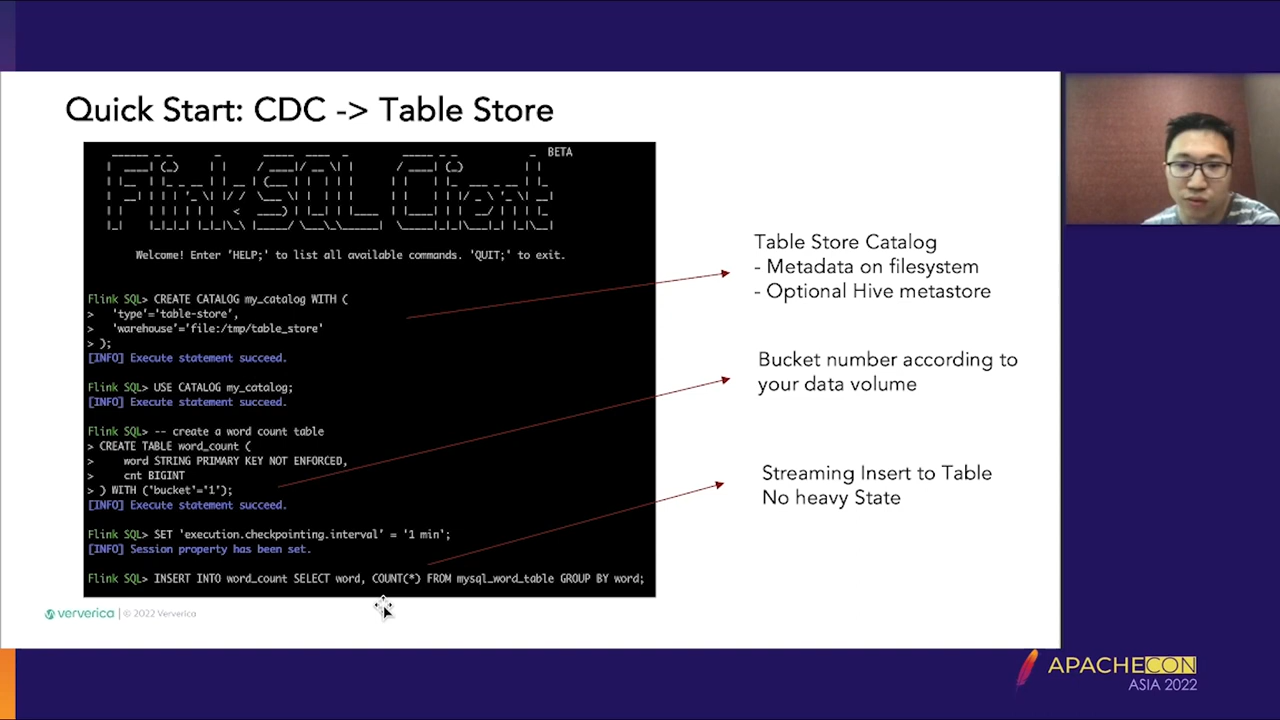 Quick Start: CDC -> Table Store
BETA
Flink SQL Client
Welcome! Enter 'HELP;' to list all available commands. 'QUIT;' to exit.
Flink SQL> CREATE CATALOG my_catalog WITH (
> 'type'='table-store',
> 'warehouse'='file:/tmp/table_store'
> );
[INFO] Execute statement succeed.
Flink SQL> USE CATALOG my_catalog;
[INFO] Execute statement succeed.
Flink SQL> -- create a word count table
> CREATE TABLE word_count (
> word STRING PRIMARY KEY NOT ENFORCED,
> cnt BIGINT
> ) WITH ('bucket'='1');
[INFO] Execute statement succeed.
Flink SQL> SET 'execution.checkpointing.interval' = '1 min';
[INFO] Session property has been set.
Flink SQL> INSERT INTO word_count SELECT word, COUNT(*) FROM mysql_word_table GROUP BY word;
Table Store Catalog
- Metadata on filesystem
- Optional Hive metastore
Bucket number according to
your data volume
Streaming Insert to Table
No heavy State
ververica | © 2022 Ververica
APACHECON
ASIA 2022